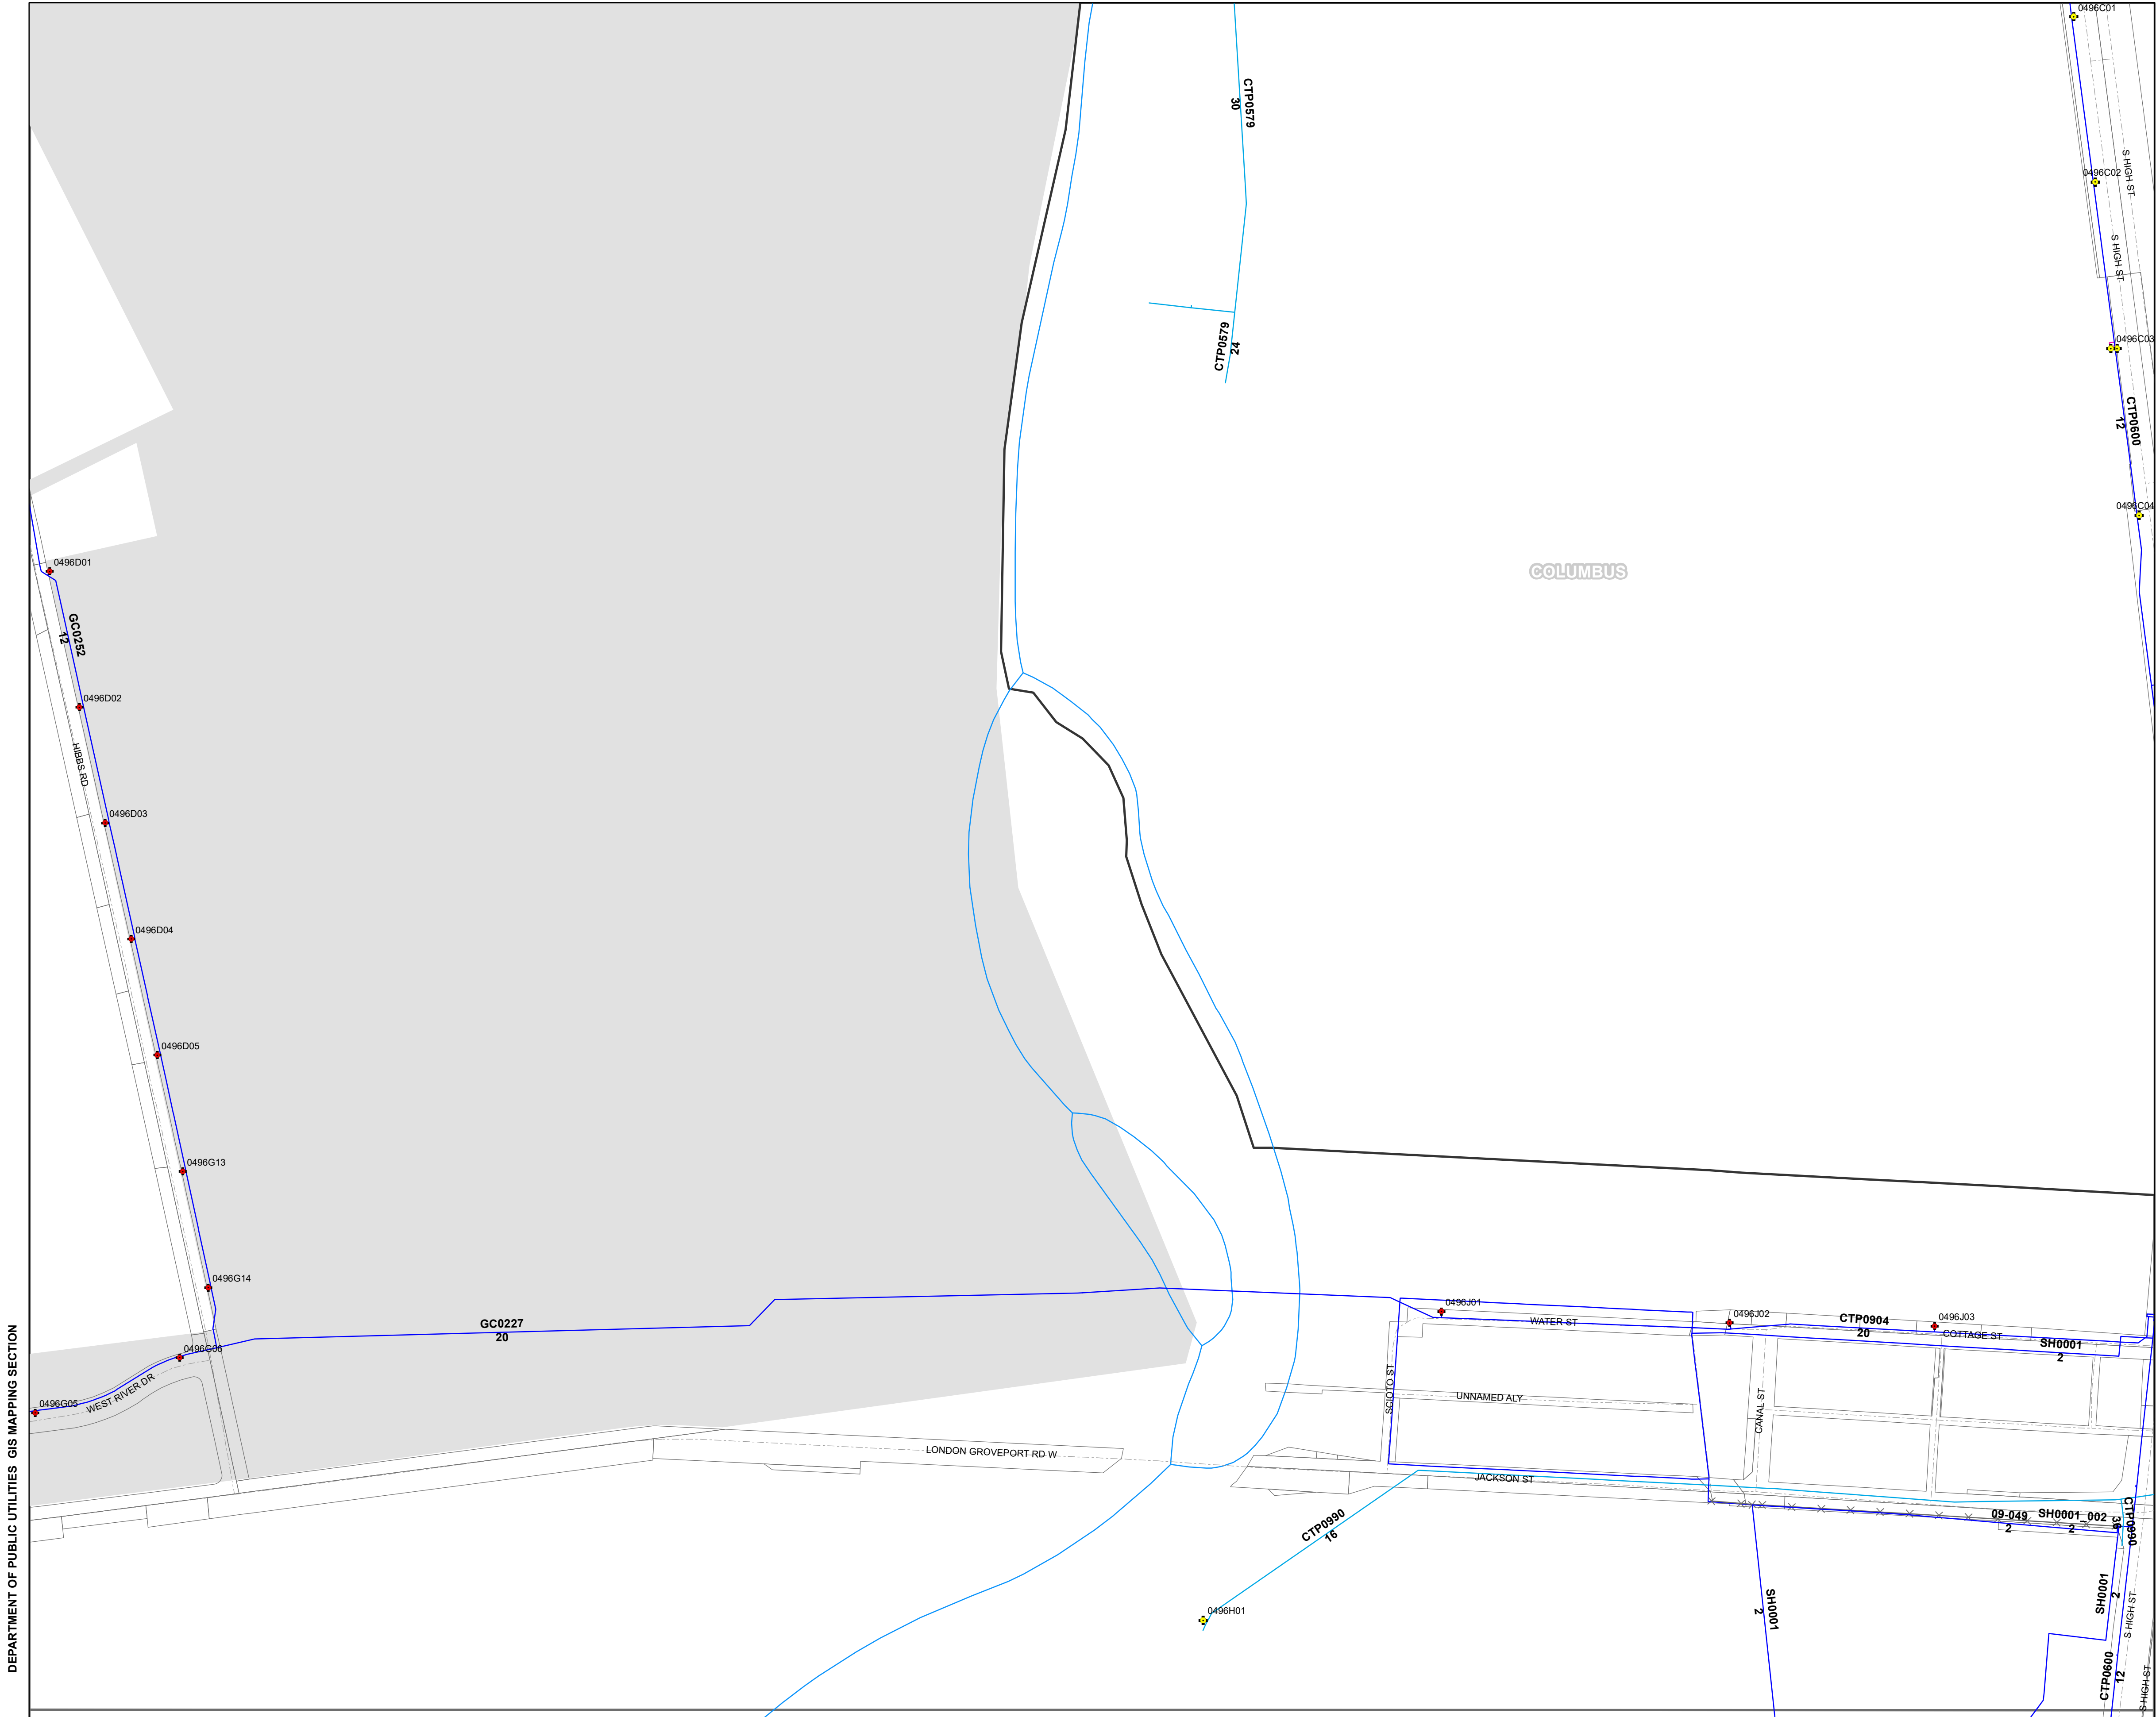 0496C01
CTP0579
30
S HIGH ST
0496C02
S HIGH ST
CTP0579
24
0496C03
CTP0600
12
0496C04
0496D01
COLUMBUS
GC0252
12
0496D02
HIBBS RD
0496D03
0496D04
0496D05
0496G13
0496G14
0496J01
0496J02
0496J03
GC0227
20
WATER ST
CTP0904
20
COTTAGE ST
SH0001
2
0496G06
0496G05
WEST RIVER DR
SCIOTO ST
UNNAMED ALY
CANAL ST
LONDON GROVEPORT RD W
JACKSON ST
CTP0990
16
09-049
2
SH0001_002
2
CTP0990
36
0496H01
SH0001
2
SH0001
2
S HIGH ST
CTP0600
12
S HIGH ST
DEPARTMENT OF PUBLIC UTILITIES GIS MAPPING SECTION